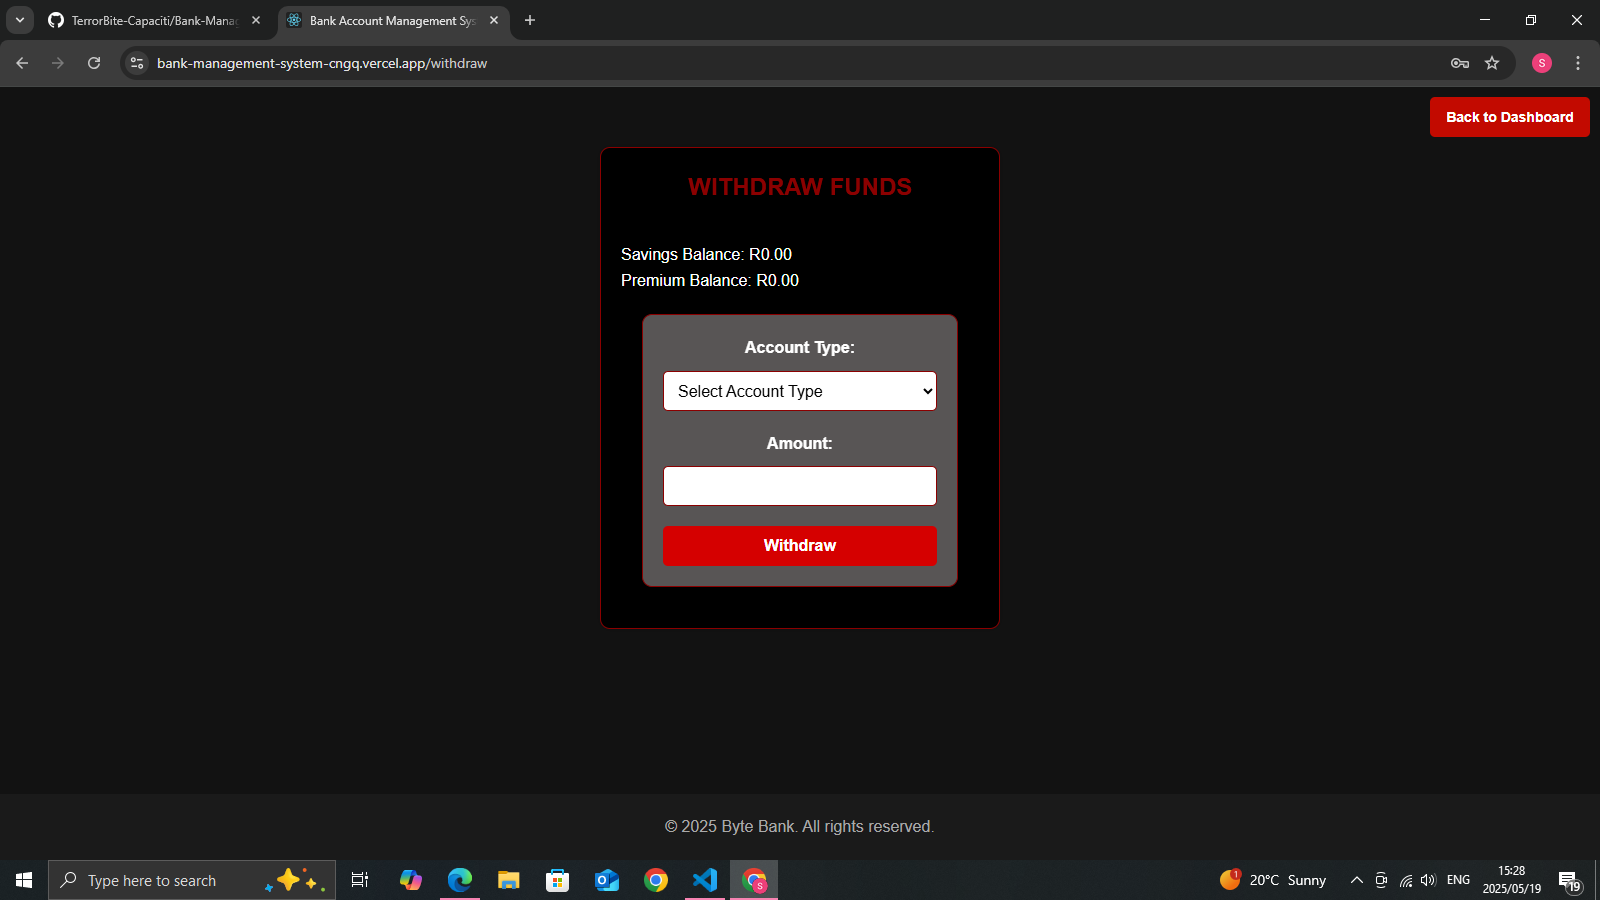 TerrorBite-Capaciti/Bank-Manag
Bank Account Management Sys
bank-management-system-cngq.vercel.app/withdraw
S
Back to Dashboard
WITHDRAW FUNDS
Savings Balance: R0.00
Premium Balance: R0.00
Account Type:
Select Account Type
Amount:
Withdraw
© 2025 Byte Bank. All rights reserved.
Type here to search
S
1
20°C Sunny
ENG
15:28
2025/05/19
19